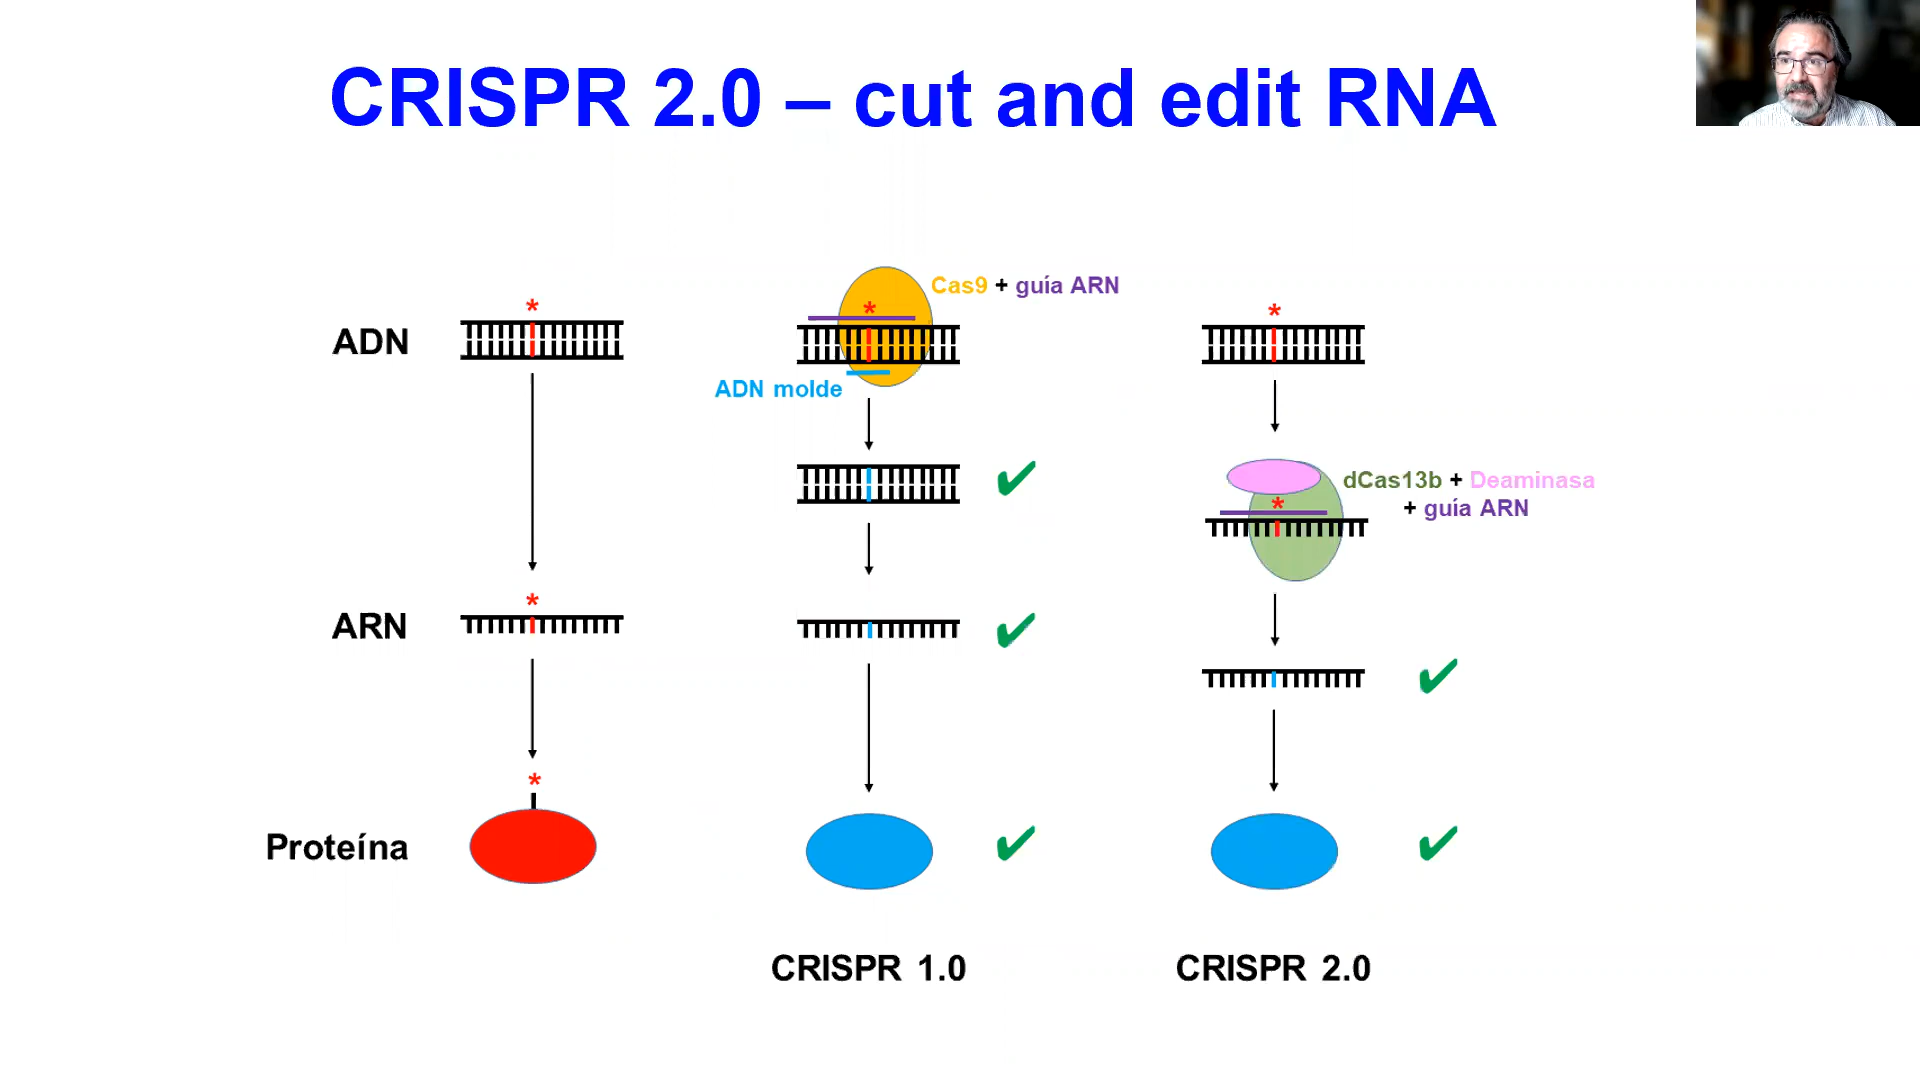 CRISPR 2.0 – cut and edit RNA
Cas9 + guía ARN
*
*
*
ADN
ADN molde
dCas13b + Deaminasa
+ guía ARN
*
*
ARN
*
Proteína
CRISPR 1.0
CRISPR 2.0